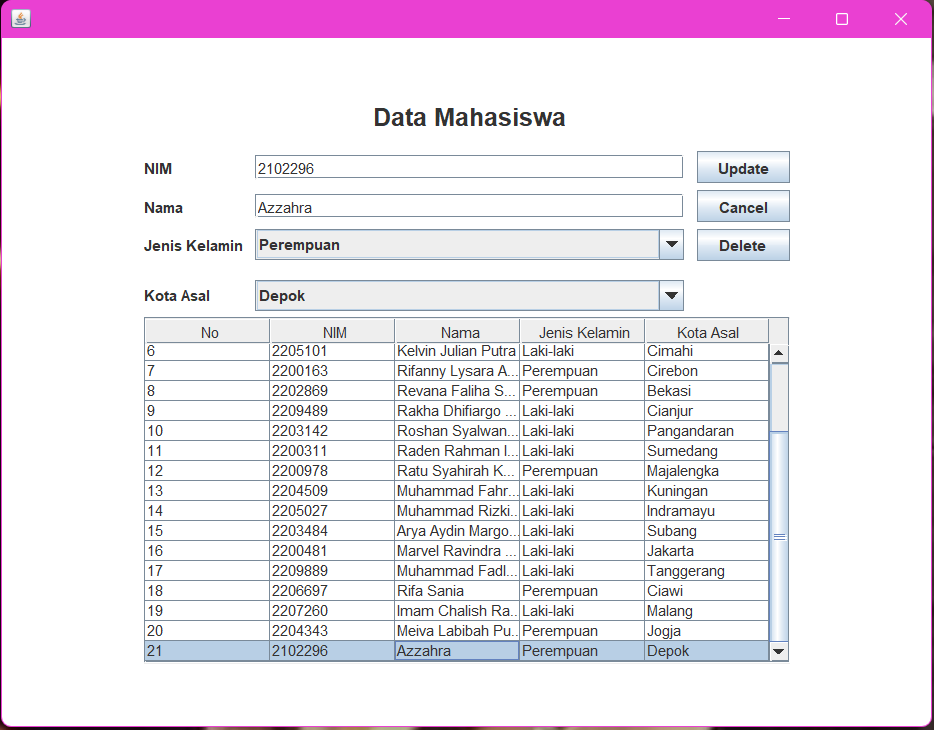 Data Mahasiswa
NIM 2102296 Update
Nama Azzahra Cancel
Jenis Kelamin Perempuan Delete
Kota Asal Depok
No NIM Nama Jenis Kelamin Kota Asal
6 2205101 Kelvin Julian Putra Laki-laki Cimahi
7 2200163 Rifanny Lysara A... Perempuan Cirebon
8 2202869 Revana Faliha S... Perempuan Bekasi
9 2209489 Rakha Dhifiargo ... Laki-laki Cianjur
10 2203142 Roshan Syalwan... Laki-laki Pangandaran
11 2200311 Raden Rahman I... Laki-laki Sumedang
12 2200978 Ratu Syahirah K... Perempuan Majalengka
13 2204509 Muhammad Fahr... Laki-laki Kuningan
14 2205027 Muhammad Rizki... Laki-laki Indramayu
15 2203484 Arya Aydin Margo... Laki-laki Subang
16 2200481 Marvel Ravindra ... Laki-laki Jakarta
17 2209889 Muhammad Fadl... Laki-laki Tanggerang
18 2206697 Rifa Sania Perempuan Ciawi
19 2207260 Imam Chalish Ra... Laki-laki Malang
20 2204343 Meiva Labibah Pu... Perempuan Jogja
21 2102296 Azzahra Perempuan Depok